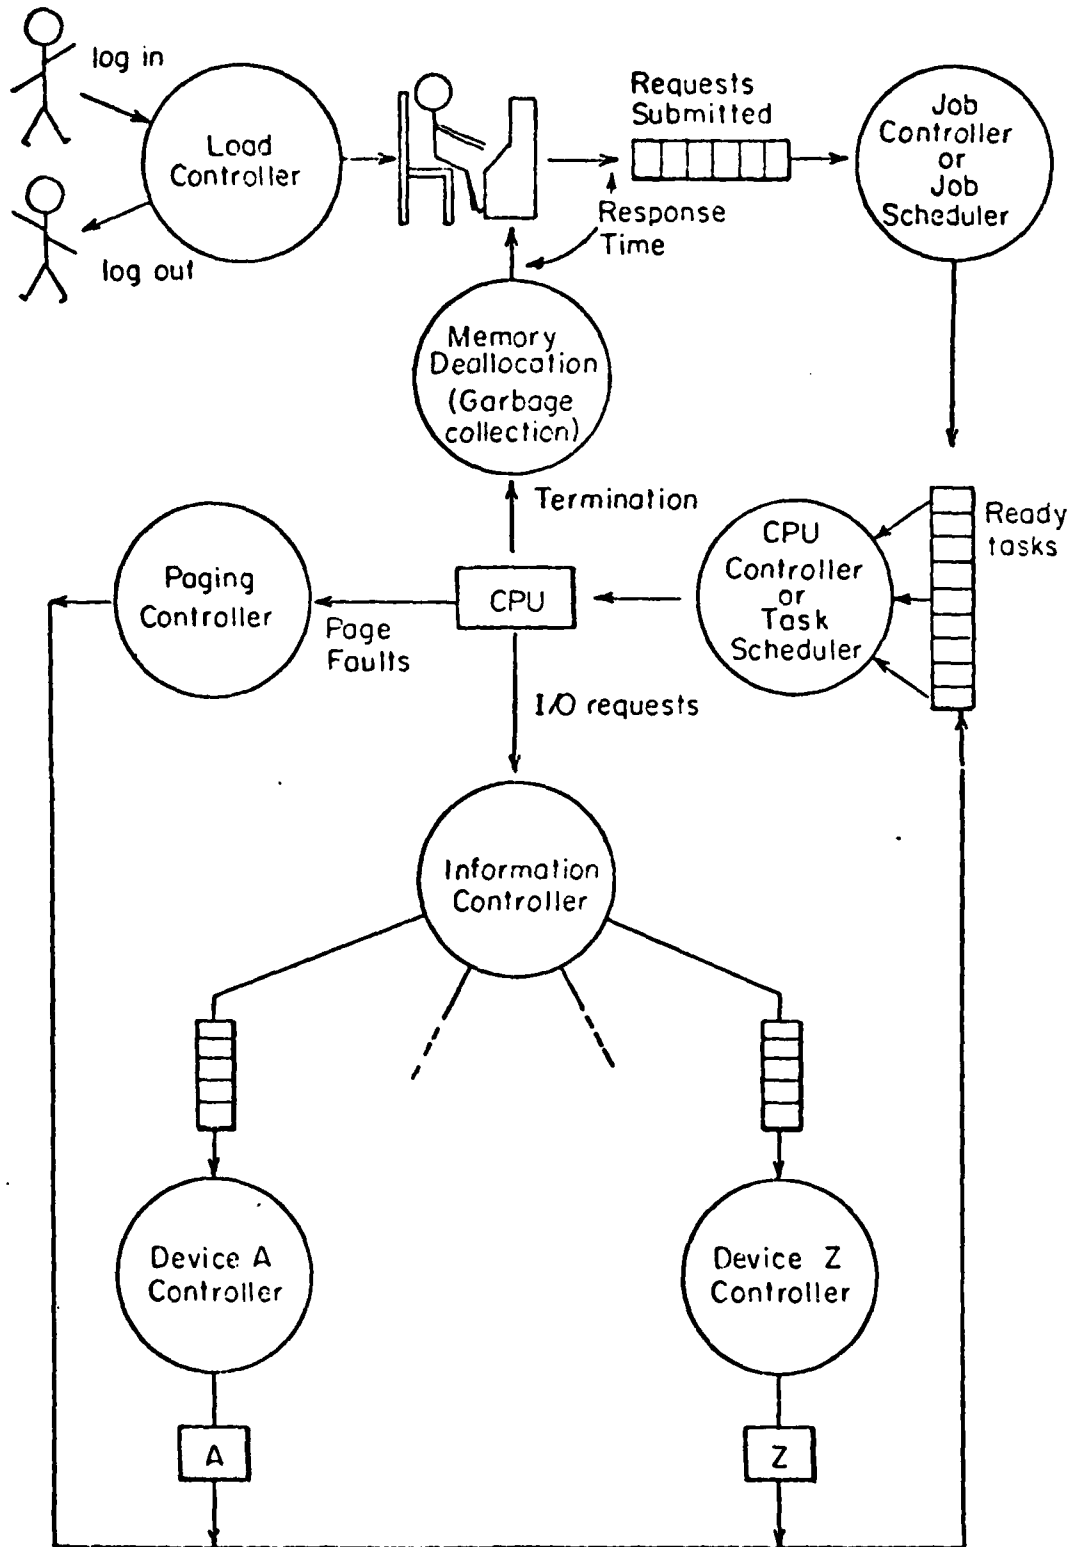 log in
Load
Controller
log out
Requests
Submitted
Job
Controller
or
Job
Scheduler
Response
Time
Memory
Deallocation
(Garbage
collection)
Termination
Ready
tasks
CPU
Controller
or
Task
Scheduler
CPU
Paging
Controller
Page
Faults
I/O requests
Information
Controller
Device A
Controller
Device Z
Controller
A
Z